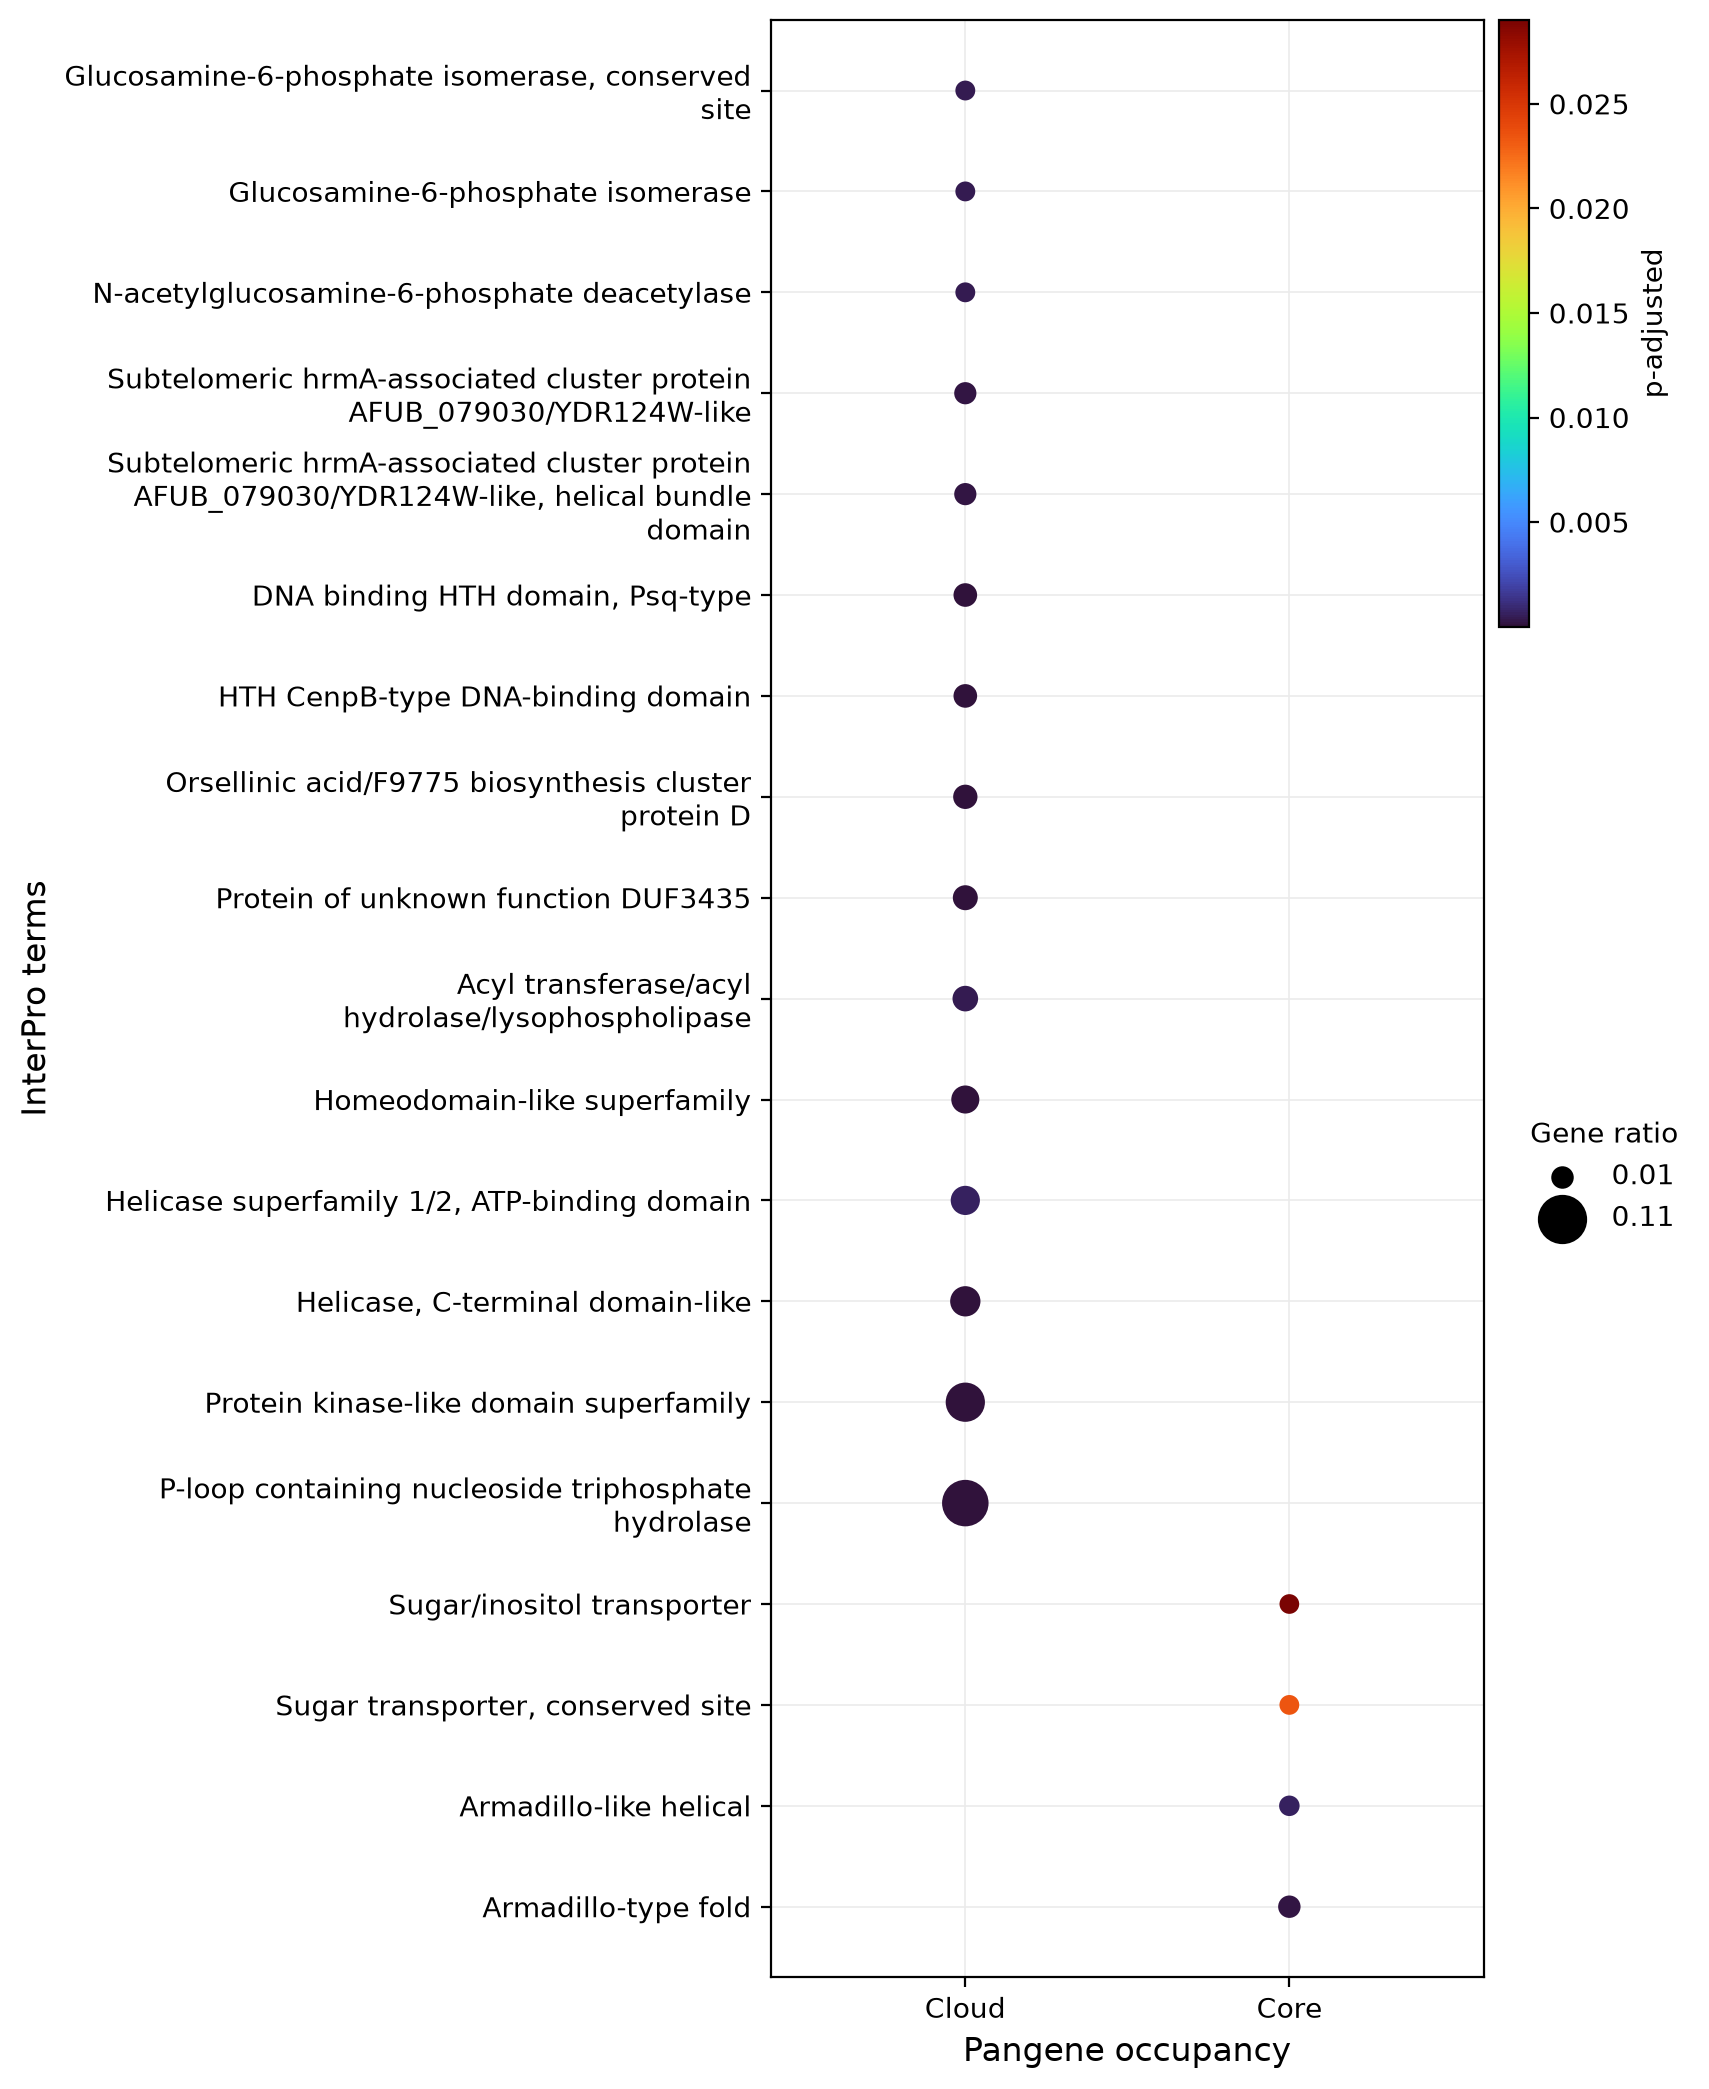 Glucosamine-6-phosphate isomerase, conserved
site
Glucosamine-6-phosphate isomerase
N-acetylglucosamine-6-phosphate deacetylase
Subtelomeric hrmA-associated cluster protein
AFUB_079030/YDR124W-like
Subtelomeric hrmA-associated cluster protein
AFUB_079030/YDR124W-like, helical bundle
domain
DNA binding HTH domain, Psq-type
HTH CenpB-type DNA-binding domain
Orsellinic acid/F9775 biosynthesis cluster
protein D
Protein of unknown function DUF3435
Acyl transferase/acyl
hydrolase/lysophospholipase
Homeodomain-like superfamily
Helicase superfamily 1/2, ATP-binding domain
Helicase, C-terminal domain-like
Protein kinase-like domain superfamily
P-loop containing nucleoside triphosphate
hydrolase
Sugar/inositol transporter
Sugar transporter, conserved site
Armadillo-like helical
Armadillo-type fold
InterPro terms
Cloud
Core
Pangene occupancy
0.025
0.020
0.015
0.010
0.005
p-adjusted
Gene ratio
0.01
0.11